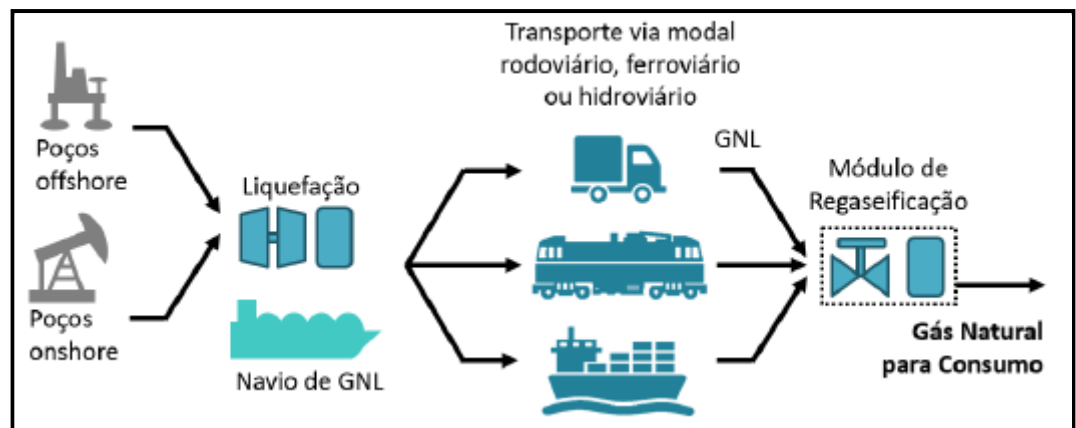 Transporte via modal
rodoviário, ferroviário
ou hidroviário
Poços
offshore
Poços
onshore
Liquefação
Navio de GNL
GNL
Módulo de
Regaseificação
Gás Natural
para Consumo